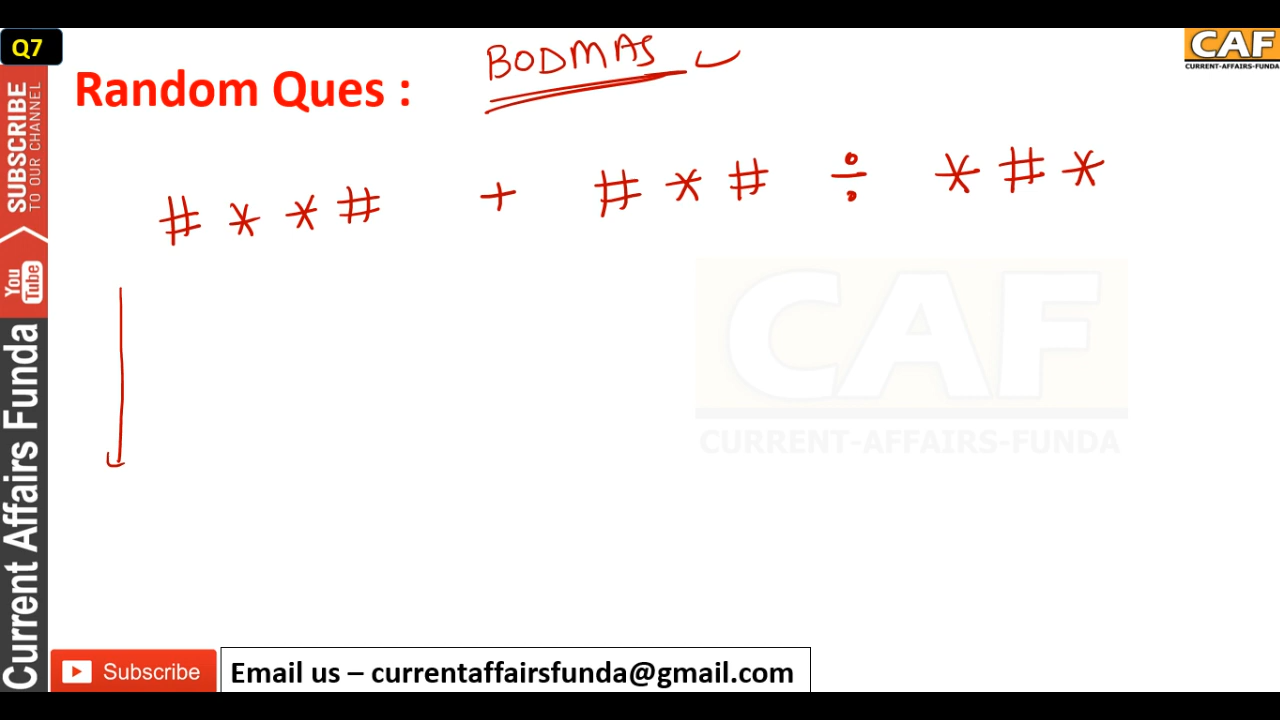 Q7
BODMAS
CAF
CURRENT-AFFAIRS-FUNDA
Random Ques :
# * * # + # * # ÷ * # *
SUBSCRIBE
TO OUR CHANNEL
You
Tube
Current Affairs Funda
CAF
CURRENT-AFFAIRS-FUNDA
Subscribe
Email us – currentaffairsfunda@gmail.com